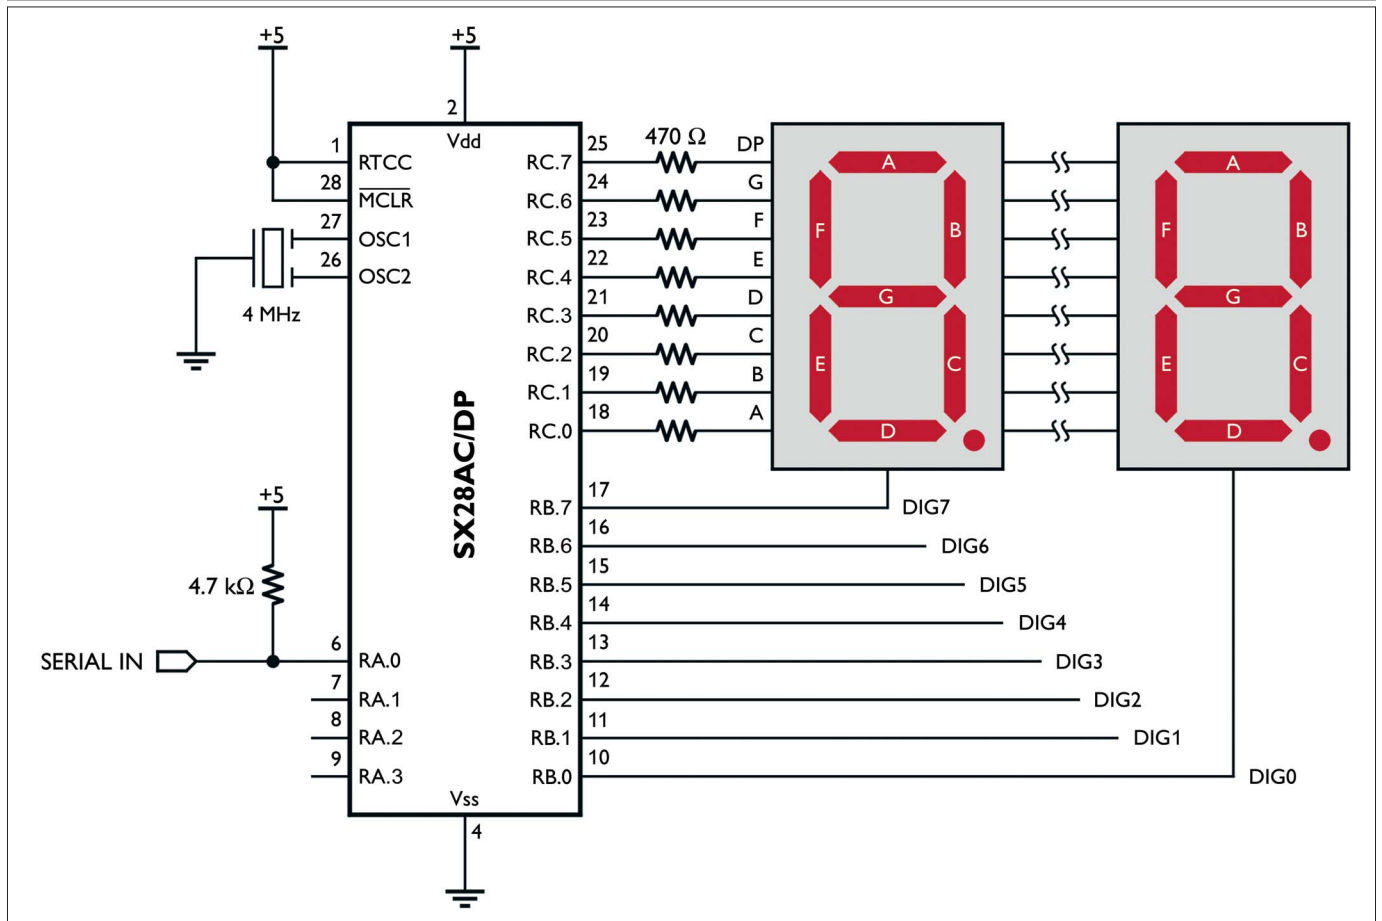 +5
+5
2
Vdd
1
RTCC
28
MCLR
27
OSC1
26
OSC2
4 MHz
SX28AC/DP
+5
4.7 kΩ
SERIAL IN
6
RA.0
7
RA.1
8
RA.2
9
RA.3
Vss
4
470 Ω
RC.7 25 DP
RC.6 24 G
RC.5 23 F
RC.4 22 E
RC.3 21 D
RC.2 20 C
RC.1 19 B
RC.0 18 A
A
F B
G
E C
D
A
F B
G
E C
D
RB.7 17 DIG7
RB.6 16 DIG6
RB.5 15 DIG5
RB.4 14 DIG4
RB.3 13 DIG3
RB.2 12 DIG2
RB.1 11 DIG1
RB.0 10 DIG0